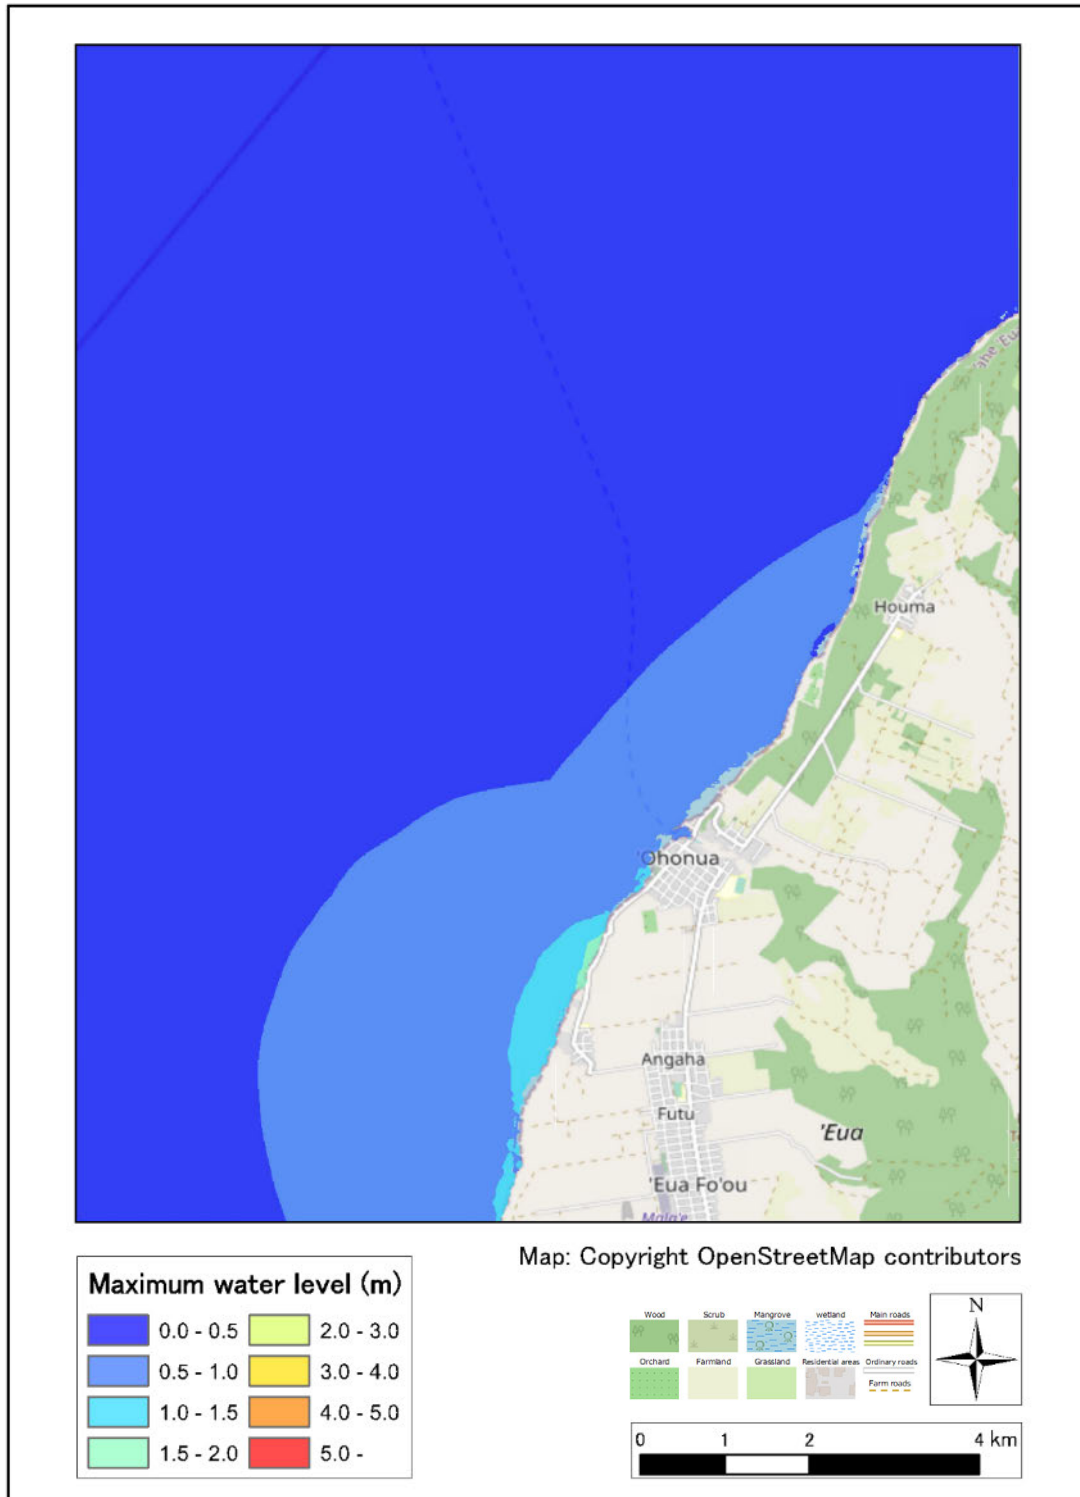 'ahe 'Eu
Houma
'Ohonua
Angaha
Futu
'Eua
'Eua Fo'ou
Mala'e
Map: Copyright OpenStreetMap contributors
Maximum water level (m)
0.0 - 0.5
2.0 - 3.0
0.5 - 1.0
3.0 - 4.0
1.0 - 1.5
4.0 - 5.0
1.5 - 2.0
5.0 -
Wood
Scrub
Mangrove
wetland
Main roads
Orchard
Farmland
Grassland
Residential areas
Ordinary roads
Farm roads
N
0 1 2 4 km